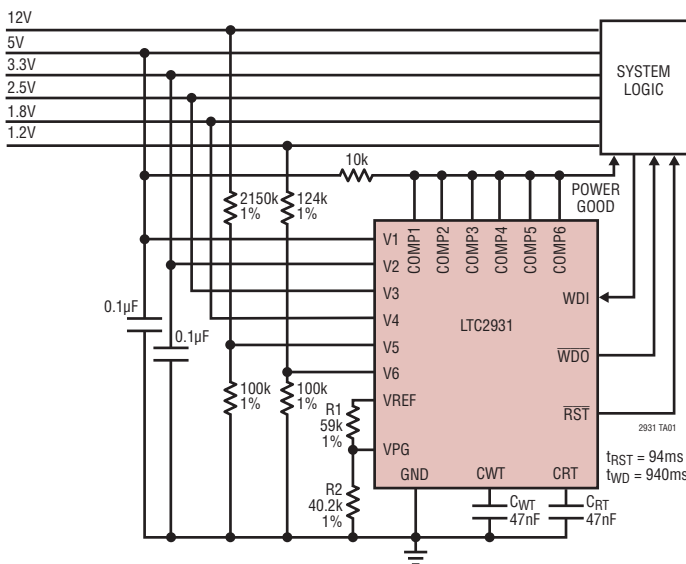 12V
5V
3.3V
2.5V
1.8V
1.2V
SYSTEM
LOGIC
10k
POWER
GOOD
2150k
1%
124k
1%
COMP1
COMP2
COMP3
COMP4
COMP5
COMP6
V1
V2
V3
V4
V5
V6
VREF
VPG
LTC2931
WDI
WDO
RST
GND
CWT
CRT
0.1µF
0.1µF
100k
1%
100k
1%
R1
59k
1%
R2
40.2k
1%
2931 TA01
tRST = 94ms
tWD = 940ms
CWT
47nF
CRT
47nF